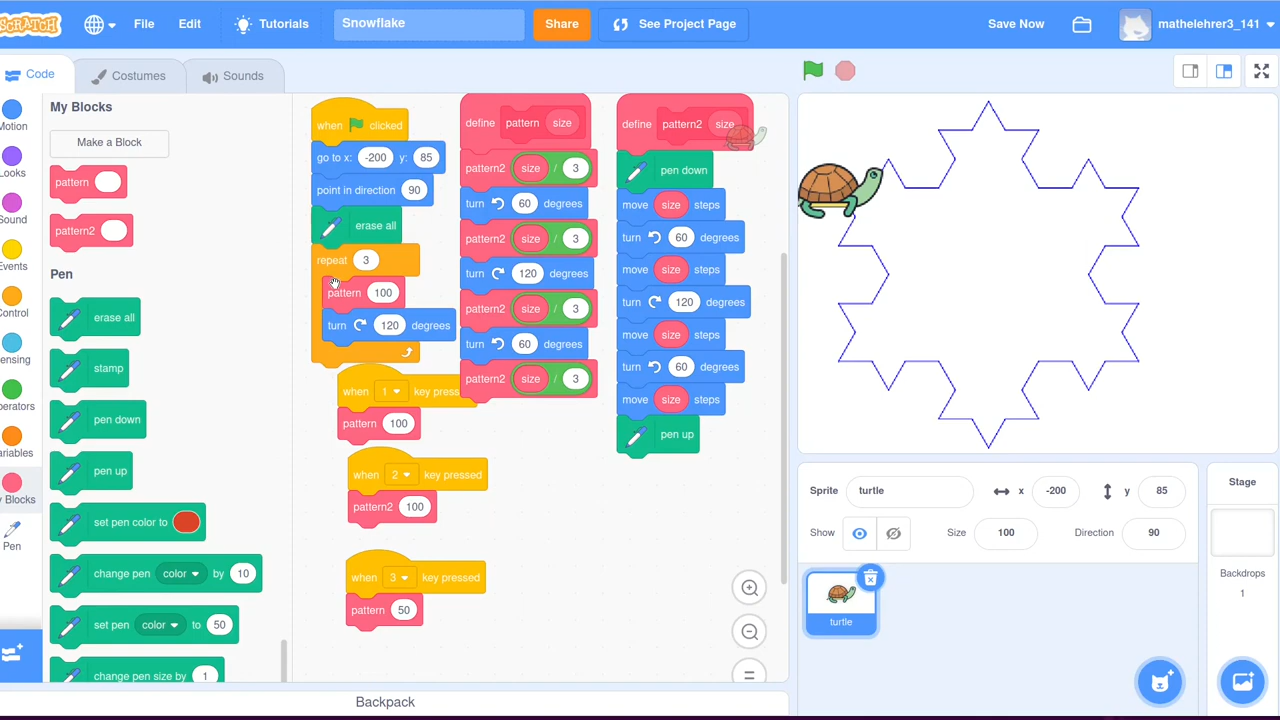 SCRATCH File Edit Tutorials Snowflake Share See Project Page Save Now mathelehrer3_141
Code Costumes Sounds
My Blocks
Make a Block
pattern
pattern2
Pen
erase all
stamp
pen down
pen up
set pen color to
change pen color by 10
set pen color to 50
change pen size by 1
Motion
Looks
Sound
Events
Control
ensing
perators
ariables
y Blocks
Pen
when clicked
go to x: -200 y: 85
point in direction 90
erase all
repeat 3
pattern 100
turn 120 degrees
when 1 key press
pattern 100
when 2 key pressed
pattern2 100
when 3 key pressed
pattern 50
define pattern size
pattern2 size / 3
turn 60 degrees
pattern2 size / 3
turn 120 degrees
pattern2 size / 3
turn 60 degrees
pattern2 size / 3
define pattern2 size
pen down
move size steps
turn 60 degrees
move size steps
turn 120 degrees
move size steps
turn 60 degrees
move size steps
pen up
Backpack
Sprite turtle x -200 y 85
Show Size 100 Direction 90
turtle
Stage
Backdrops
1